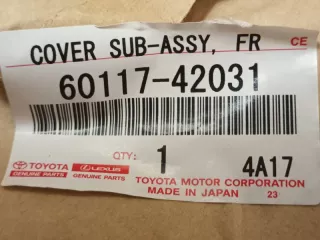 COVER SUB-ASSY, FR CE
60117-42031
QTY: 1 4A17
TOYOTA LEXUS
GENUINE PARTS GENUINE PARTS
TOYOTA MOTOR CORPORATION
MADE IN JAPAN 23